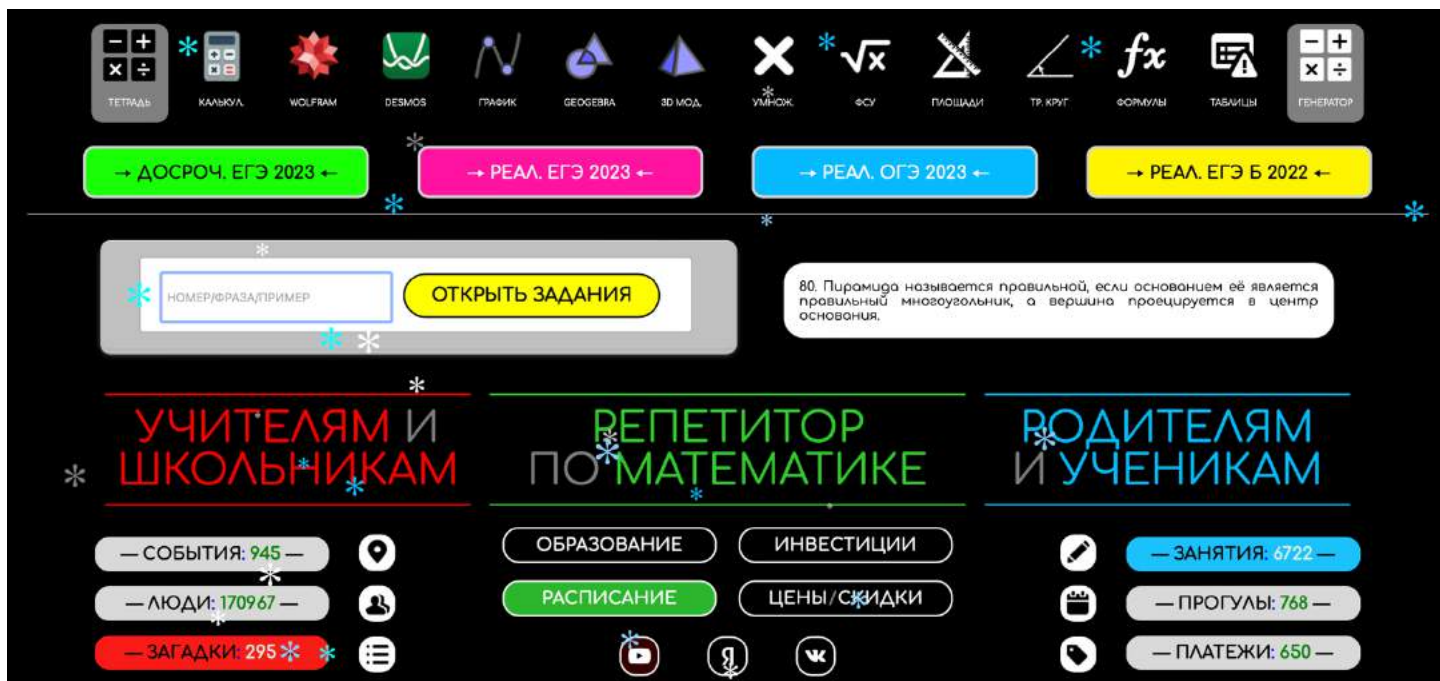 ТЕТРАДЬ КАЛЬКУЛ. WOLFRAM DESMOS ГРАФИК GEOGEBRA 3D МОД. УМНОЖ. ФСУ ПЛОЩАДИ ТР. КРУГ ФОРМУЛЫ ТАБЛИЦЫ ГЕНЕРАТОР
→ ДОСРОЧ. ЕГЭ 2023 ← → РЕАЛ. ЕГЭ 2023 ← → РЕАЛ. ОГЭ 2023 ← → РЕАЛ. ЕГЭ Б 2022 ←
НОМЕР/ФРАЗА/ПРИМЕР ОТКРЫТЬ ЗАДАНИЯ
80. Пирамида называется правильной, если основанием её является
правильный многоугольник, а вершина проецируется в центр
основания.
УЧИТЕЛЯМ И
ШКОЛЬНИКАМ
РЕПЕТИТОР
ПО МАТЕМАТИКЕ
РОДИТЕЛЯМ
И УЧЕНИКАМ
— СОБЫТИЯ: 945 —
— ЛЮДИ: 170967 —
— ЗАГАДКИ: 295
ОБРАЗОВАНИЕ ИНВЕСТИЦИИ
РАСПИСАНИЕ ЦЕНЫ/СКИДКИ
Я
— ЗАНЯТИЯ: 6722 —
— ПРОГУЛЫ: 768 —
— ПЛАТЕЖИ: 650 —